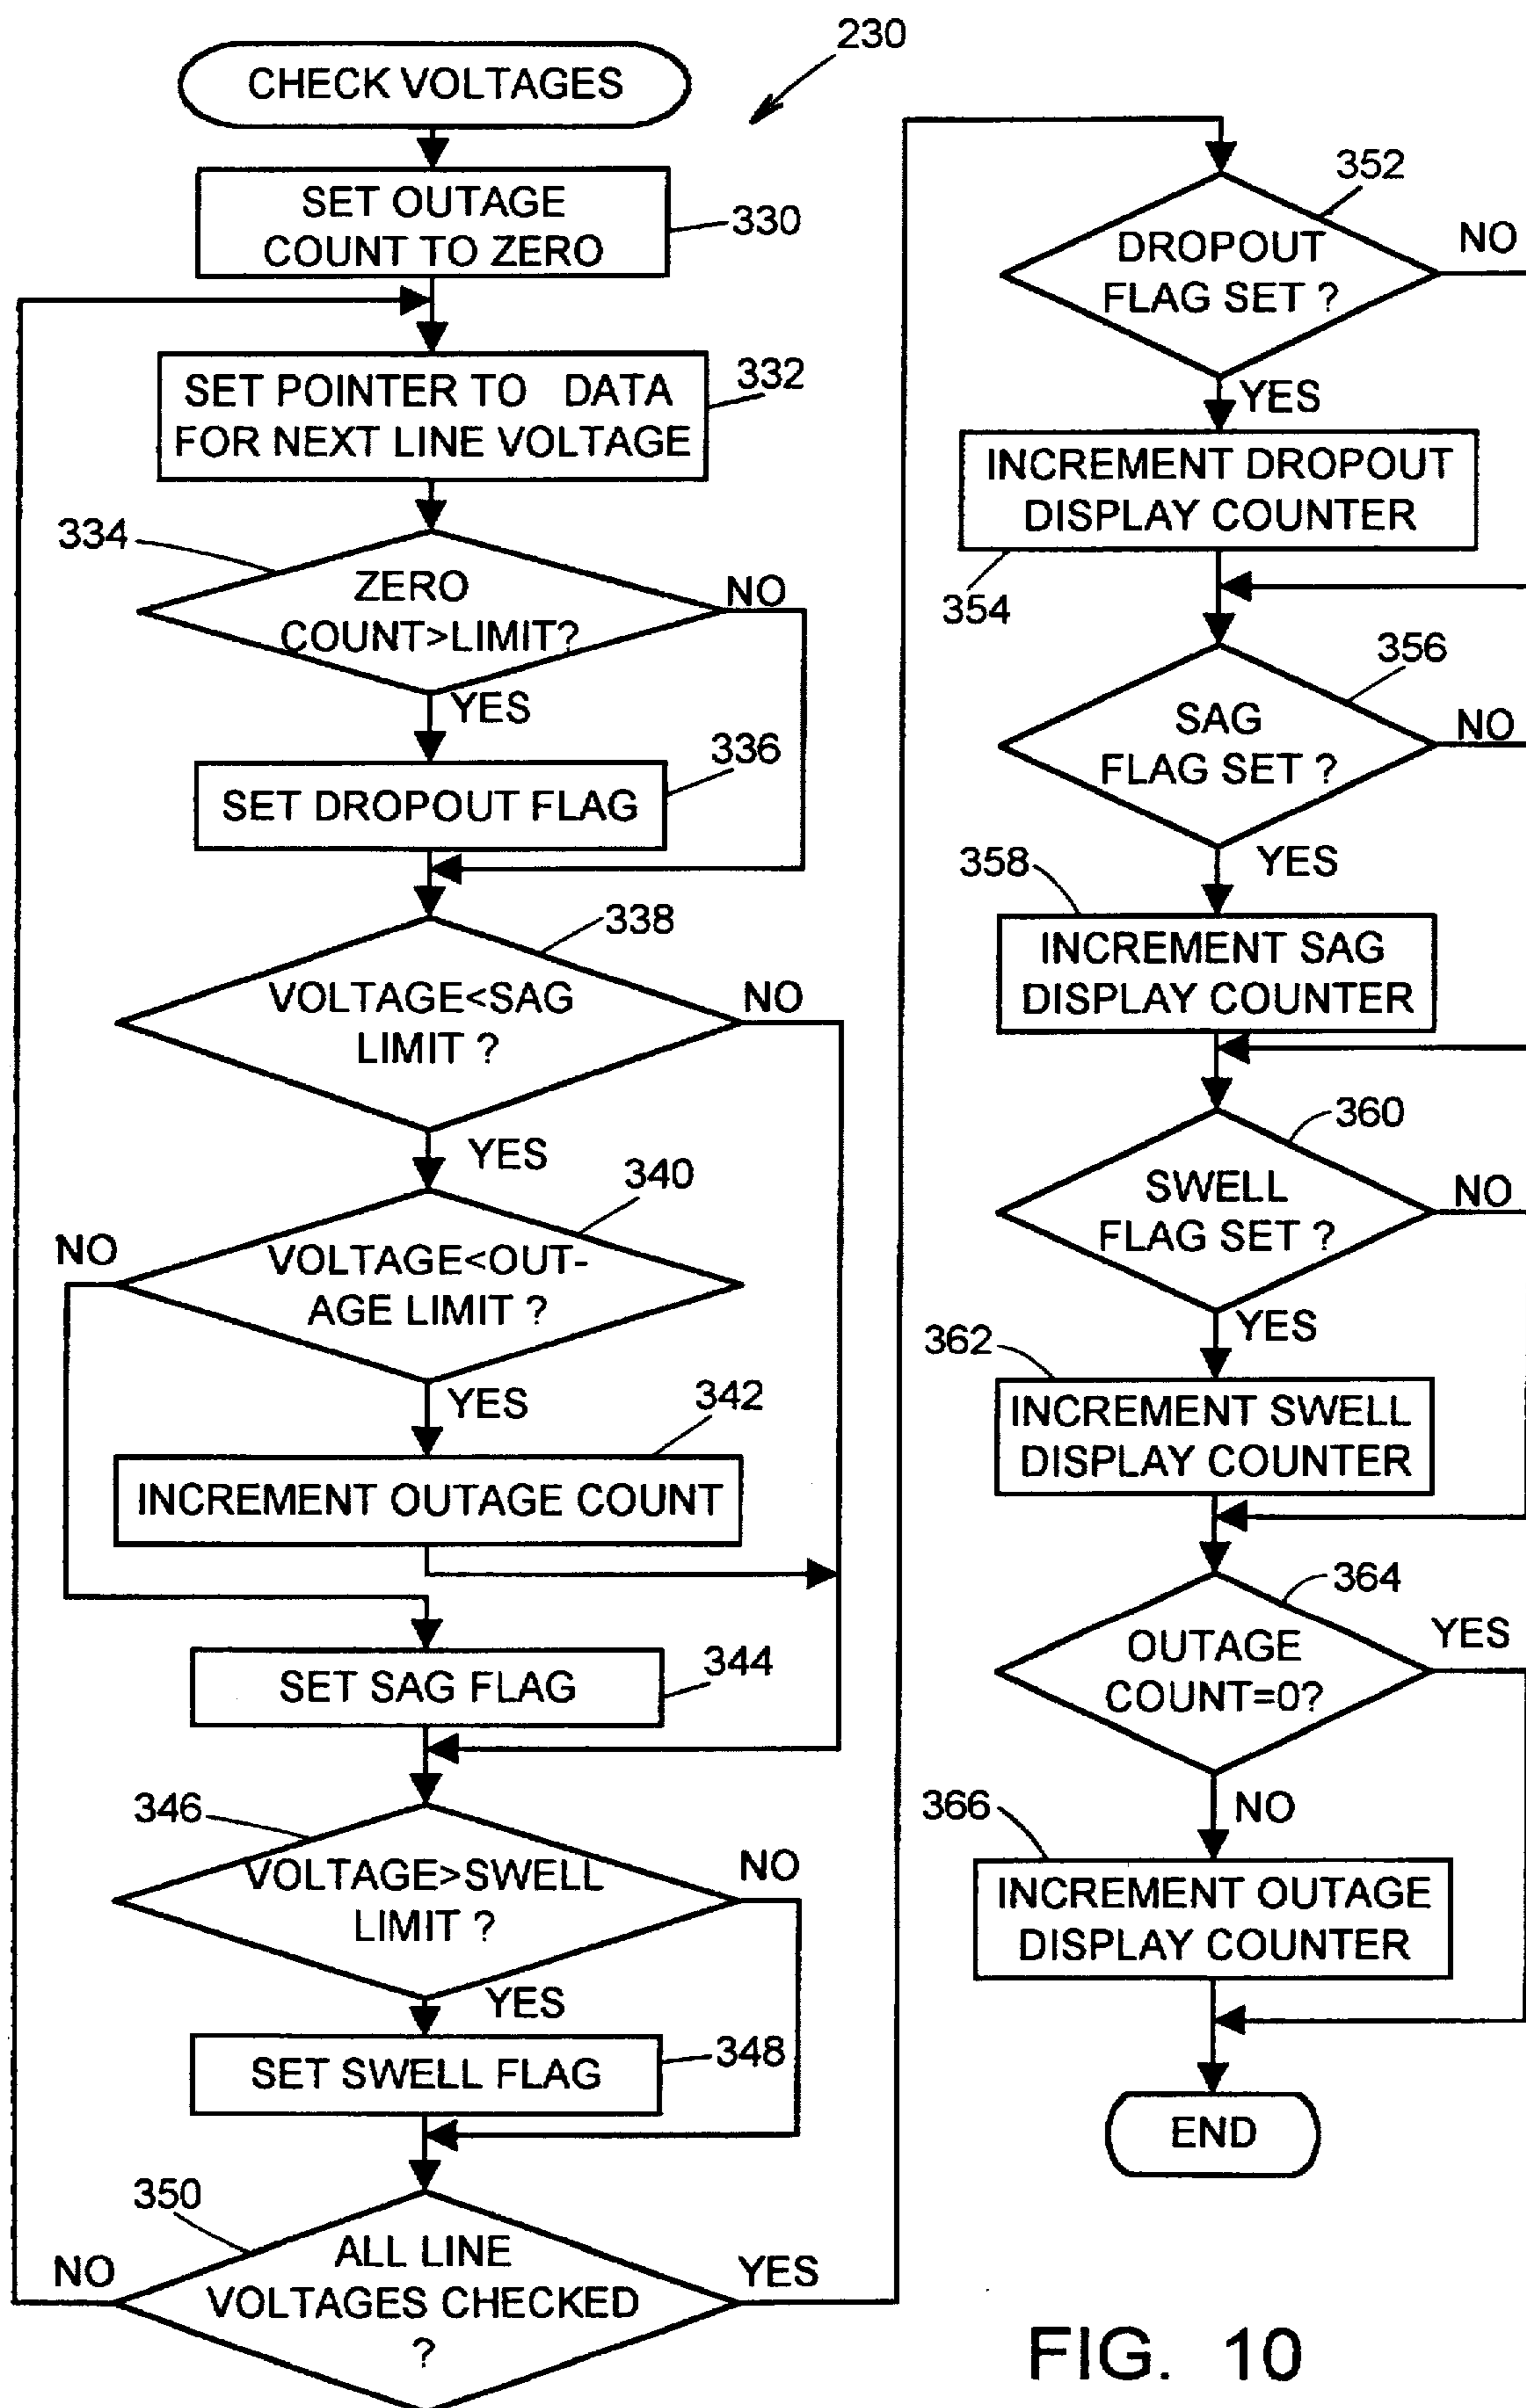 230
CHECK VOLTAGES
SET OUTAGE
COUNT TO ZERO
330
SET POINTER TO DATA
FOR NEXT LINE VOLTAGE
332
334
ZERO
COUNT>LIMIT?
NO
YES
336
SET DROPOUT FLAG
338
VOLTAGE<SAG
LIMIT ?
NO
YES
340
NO
VOLTAGE<OUT-
AGE LIMIT ?
YES
342
INCREMENT OUTAGE COUNT
SET SAG FLAG
344
346
VOLTAGE>SWELL
LIMIT ?
NO
YES
SET SWELL FLAG
348
350
NO
ALL LINE
VOLTAGES CHECKED
?
YES
352
DROPOUT
FLAG SET ?
NO
YES
INCREMENT DROPOUT
DISPLAY COUNTER
354
356
SAG
FLAG SET ?
NO
YES
358
INCREMENT SAG
DISPLAY COUNTER
360
SWELL
FLAG SET ?
NO
YES
362
INCREMENT SWELL
DISPLAY COUNTER
364
OUTAGE
COUNT=0?
YES
NO
366
INCREMENT OUTAGE
DISPLAY COUNTER
END
FIG. 10